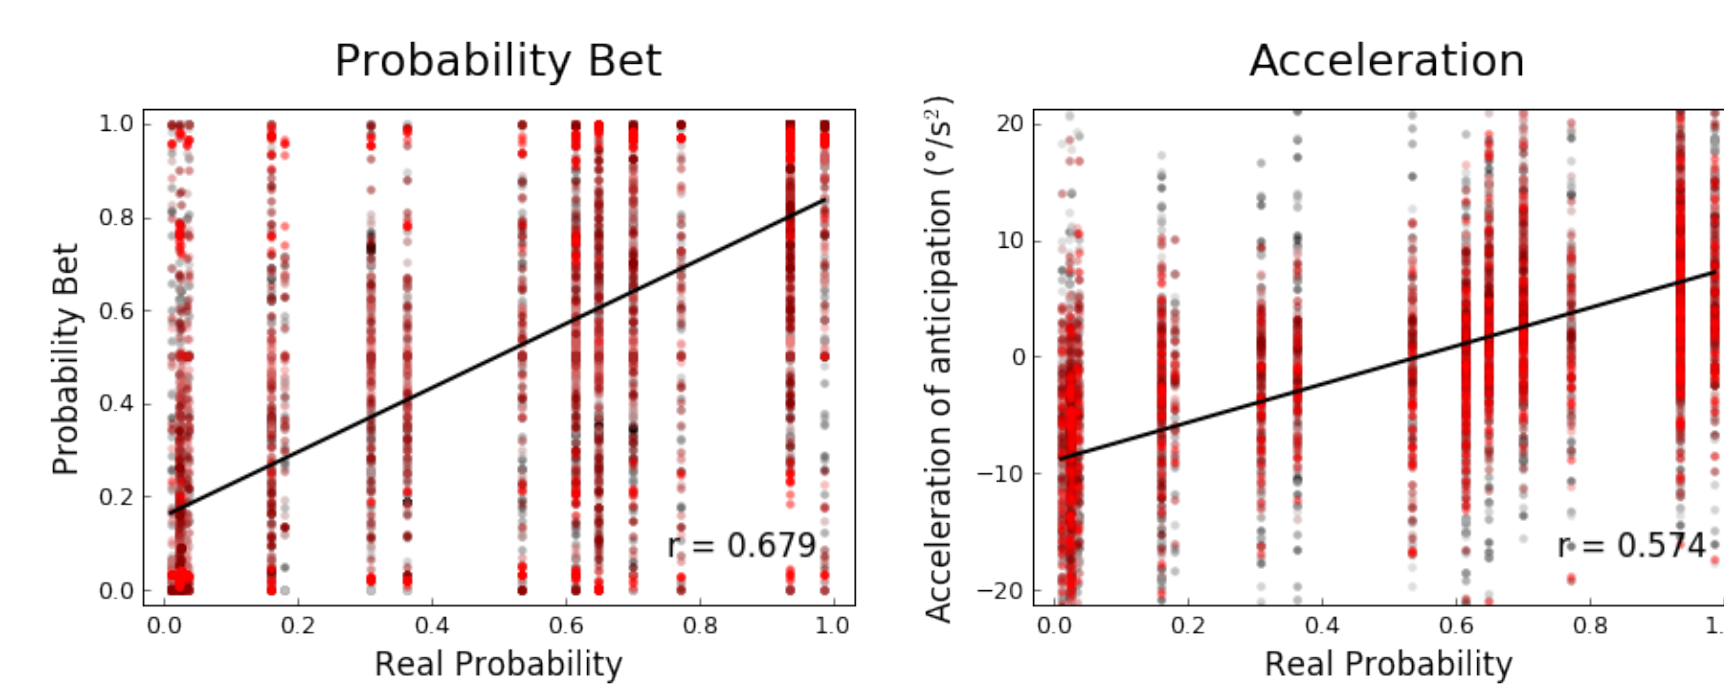 Probability Bet
Probability Bet
1.0
0.8
0.6
0.4
0.2
0.0
r = 0.679
0.0 0.2 0.4 0.6 0.8 1.0
Real Probability
Acceleration
Acceleration of anticipation (°/s²)
20
10
0
−10
−20
r = 0.574
0.0 0.2 0.4 0.6 0.8 1.
Real Probability